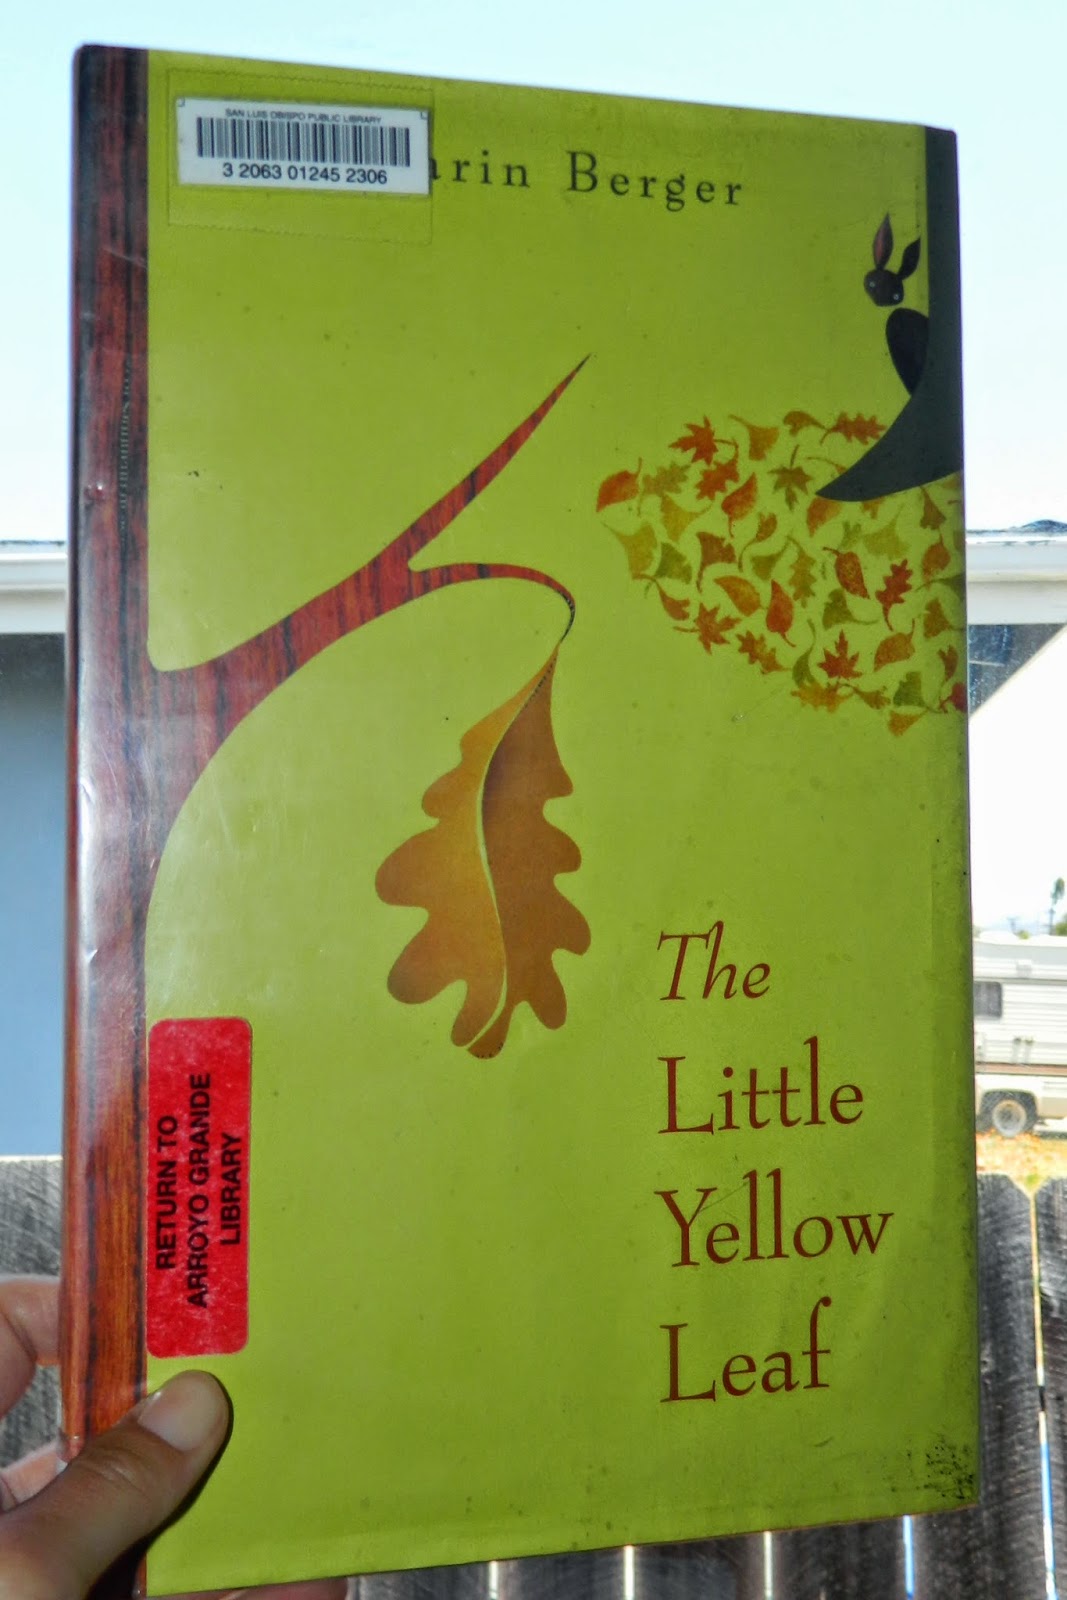 SAN LUIS OBISPO PUBLIC LIBRARY
3 2063 01245 2306
arin Berger
The
Little
Yellow
Leaf
RETURN TO
ARROYO GRANDE
LIBRARY